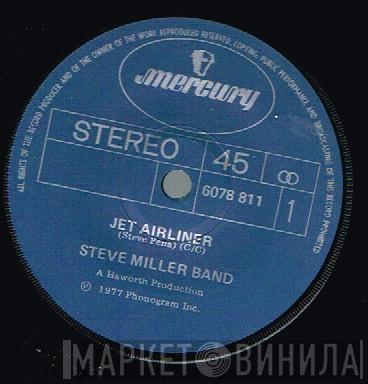 ALL RIGHTS OF THE RECORD PRODUCER AND OF THE OWNER OF THE WORK REPRODUCED RESERVED. COPYING, PUBLIC PERFORMANCE AND BROADCASTING OF THIS RECORD PROHIBITED
mercury
STEREO 45
6078 811 1
JET AIRLINER
(Steve Pena) (C/C)
STEVE MILLER BAND
A Haworth Production
℗ 1977 Phonogram Inc.
МАРКЕТ ВИНИЛА